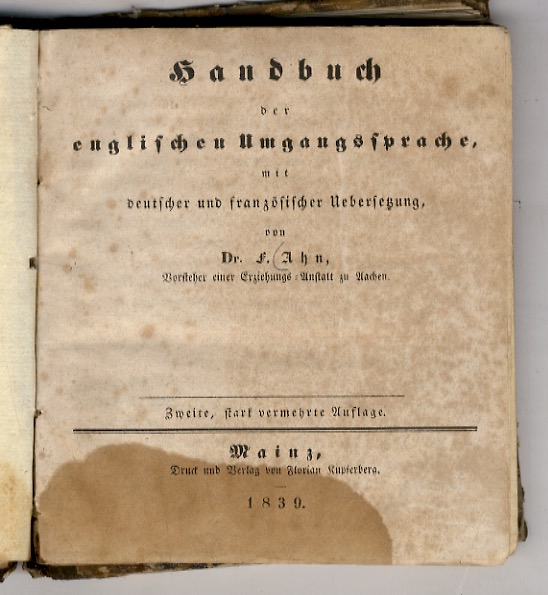 Handbuch
der
englischen Umgangssprache,
mit
deutscher und französischer Uebersetzung,
von
Dr. F. Ahn,
Vorsteher einer Erziehungs-Anstalt zu Aachen.
Zweite, stark vermehrte Auflage.
Mainz,
Druck und Verlag von Florian Kupferberg.
1839.